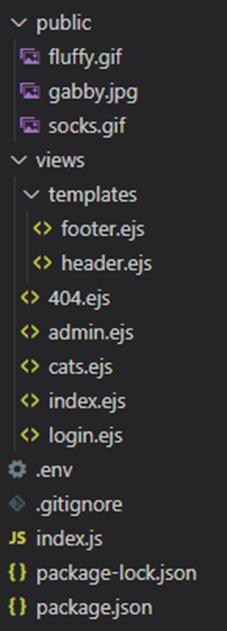 public
fluffy.gif
gabby.jpg
socks.gif
views
templates
<> footer.ejs
<> header.ejs
<> 404.ejs
<> admin.ejs
<> cats.ejs
<> index.ejs
<> login.ejs
.env
.gitignore
JS index.js
{} package-lock.json
{} package.json